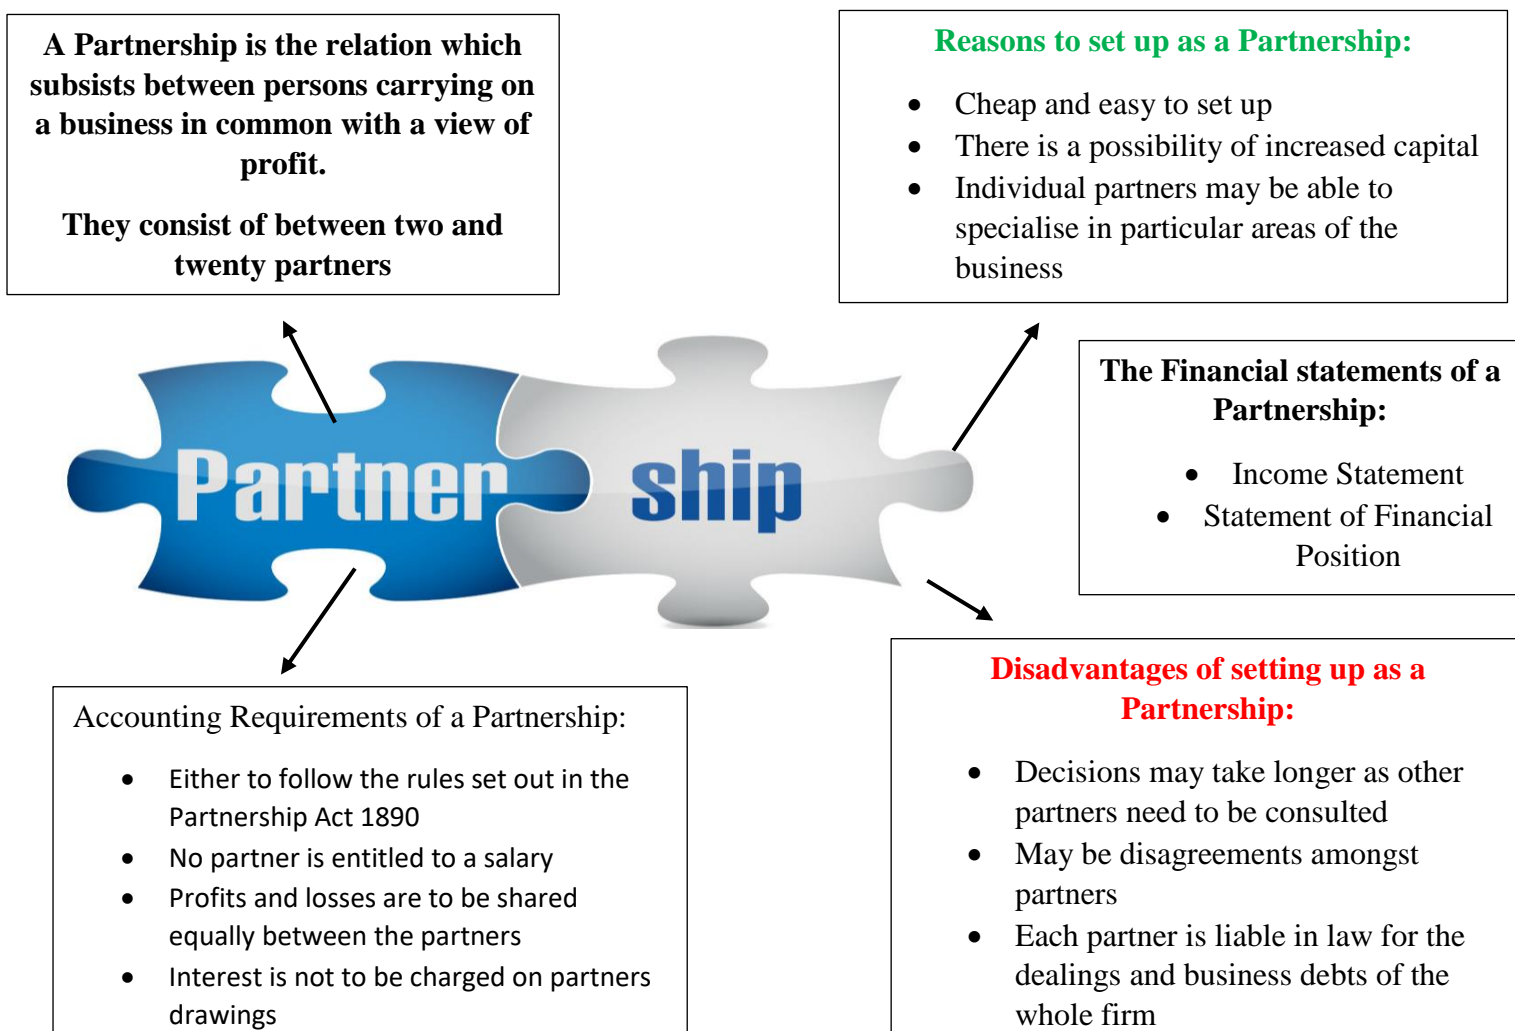 A Partnership is the relation which
subsists between persons carrying on
a business in common with a view of
profit.
They consist of between two and
twenty partners
Reasons to set up as a Partnership:
• Cheap and easy to set up
• There is a possibility of increased capital
• Individual partners may be able to
specialise in particular areas of the
business
The Financial statements of a
Partnership:
• Income Statement
• Statement of Financial
Position
Partner ship
Accounting Requirements of a Partnership:
• Either to follow the rules set out in the
Partnership Act 1890
• No partner is entitled to a salary
• Profits and losses are to be shared
equally between the partners
• Interest is not to be charged on partners
drawings
Disadvantages of setting up as a
Partnership:
• Decisions may take longer as other
partners need to be consulted
• May be disagreements amongst
partners
• Each partner is liable in law for the
dealings and business debts of the
whole firm